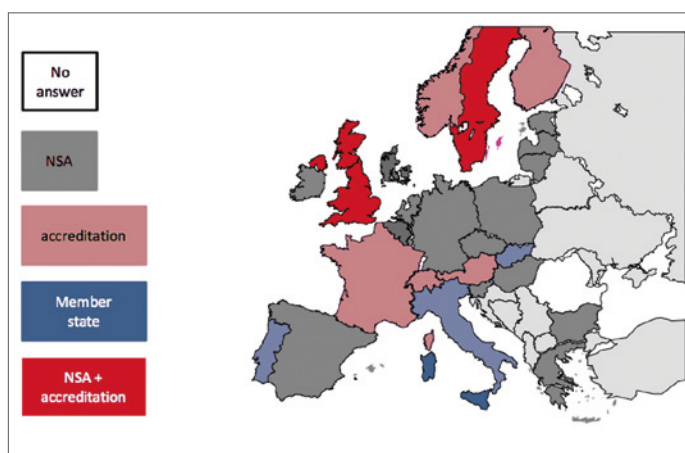 No
answer
NSA
accreditation
Member
state
NSA +
accreditation